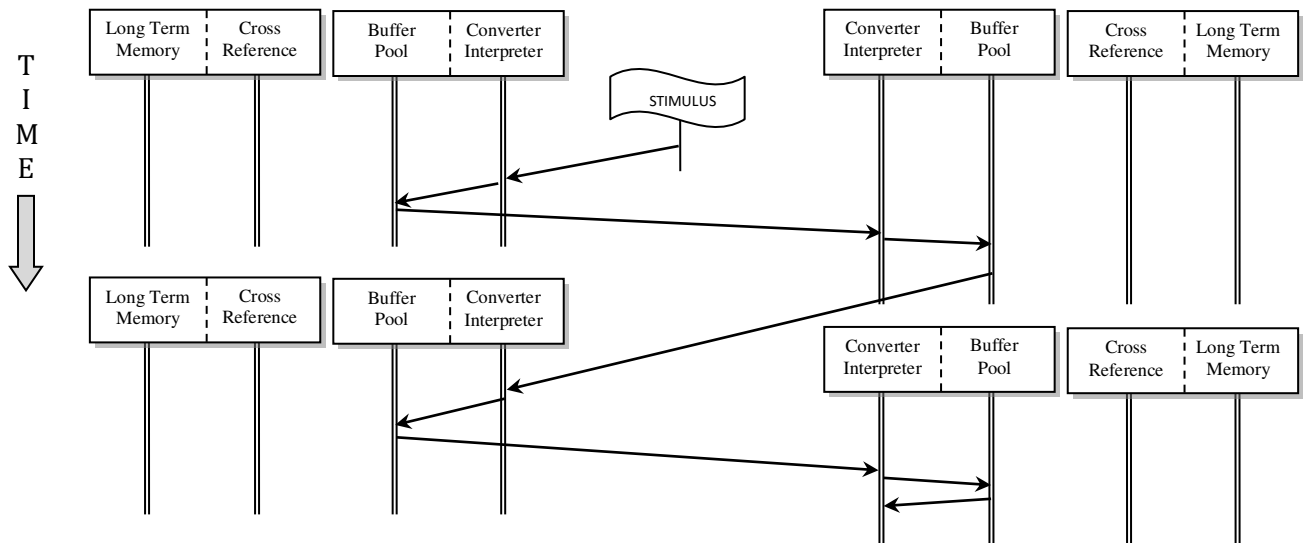 Long Term
Memory
Cross
Reference
Buffer
Pool
Converter
Interpreter
Converter
Interpreter
Buffer
Pool
Cross
Reference
Long Term
Memory
T
I
M
E
STIMULUS
Long Term
Memory
Cross
Reference
Buffer
Pool
Converter
Interpreter
Converter
Interpreter
Buffer
Pool
Cross
Reference
Long Term
Memory